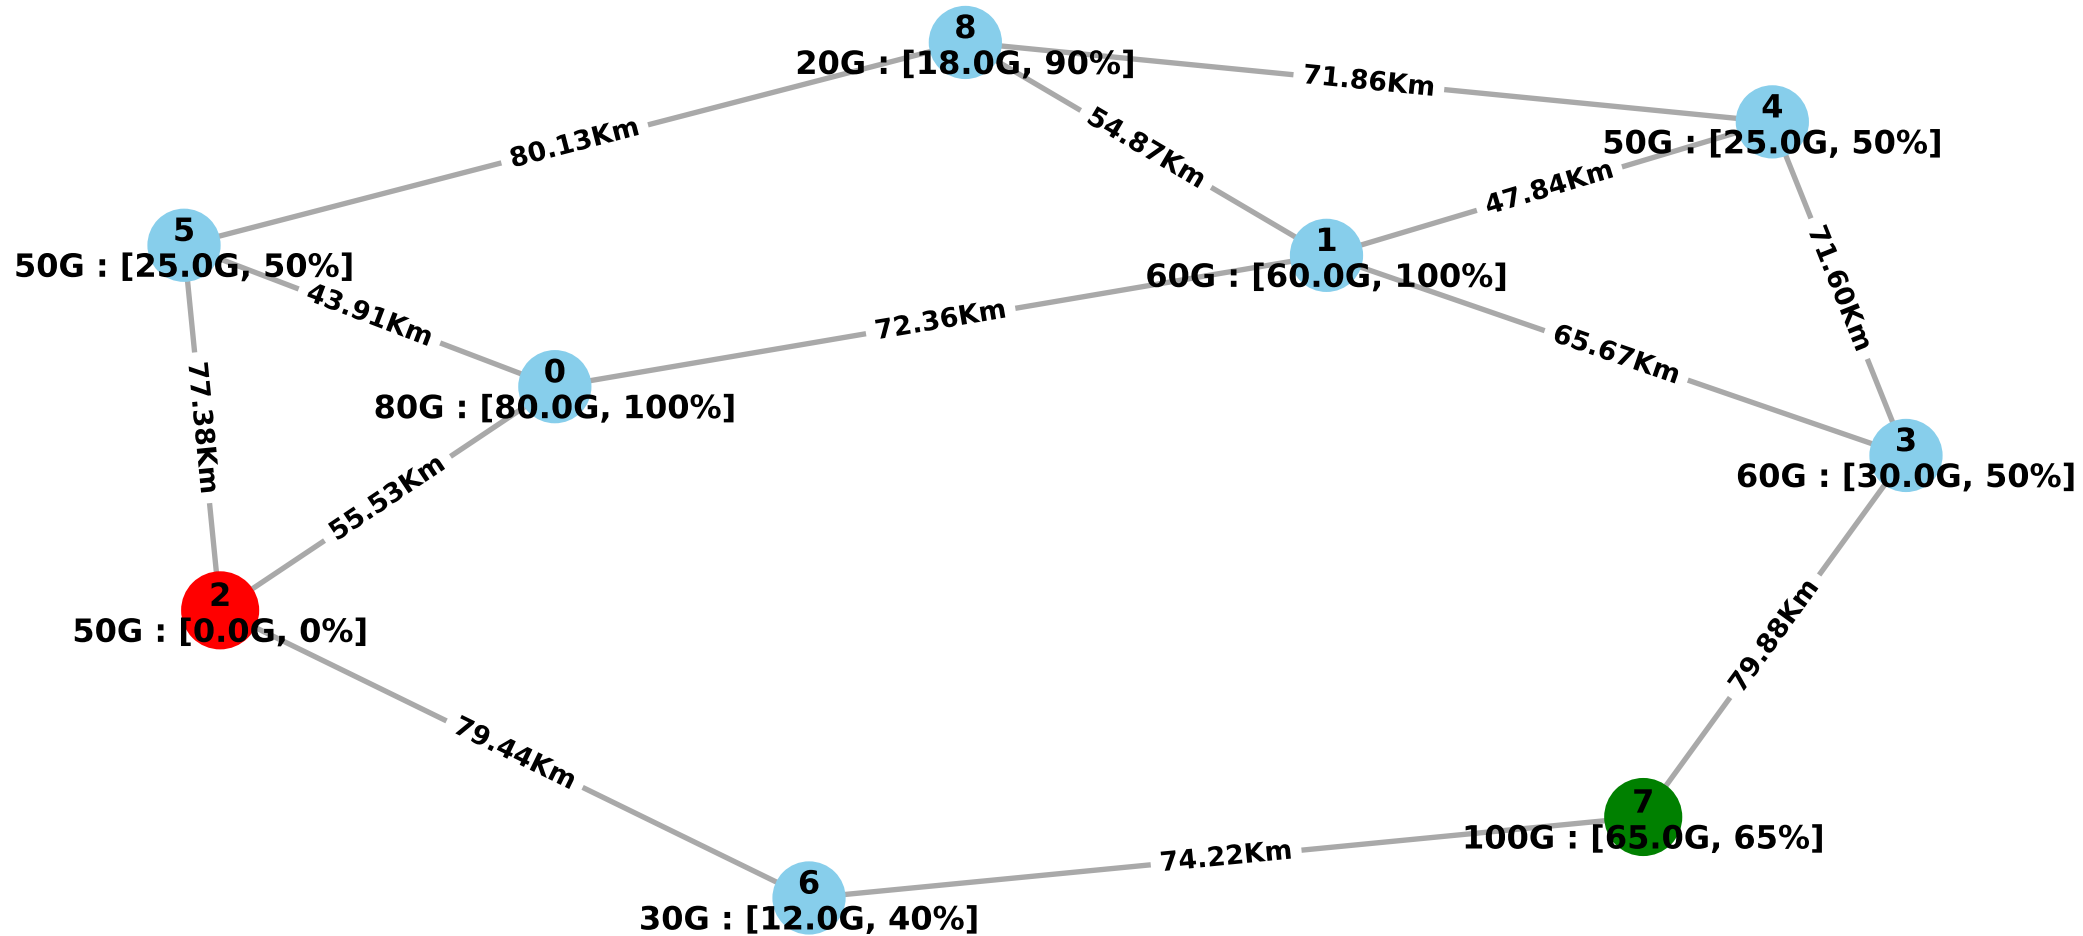 8
20G : [18.0G, 90%]
71.86Km
4
50G : [25.0G, 50%]
80.13Km
54.87Km
47.84Km
5
50G : [25.0G, 50%]
1
60G : [60.0G, 100%]
71.60Km
43.91Km
72.36Km
65.67Km
0
80G : [80.0G, 100%]
77.38Km
3
60G : [30.0G, 50%]
55.53Km
2
50G : [0.0G, 0%]
79.88Km
79.44Km
7
100G : [65.0G, 65%]
74.22Km
6
30G : [12.0G, 40%]